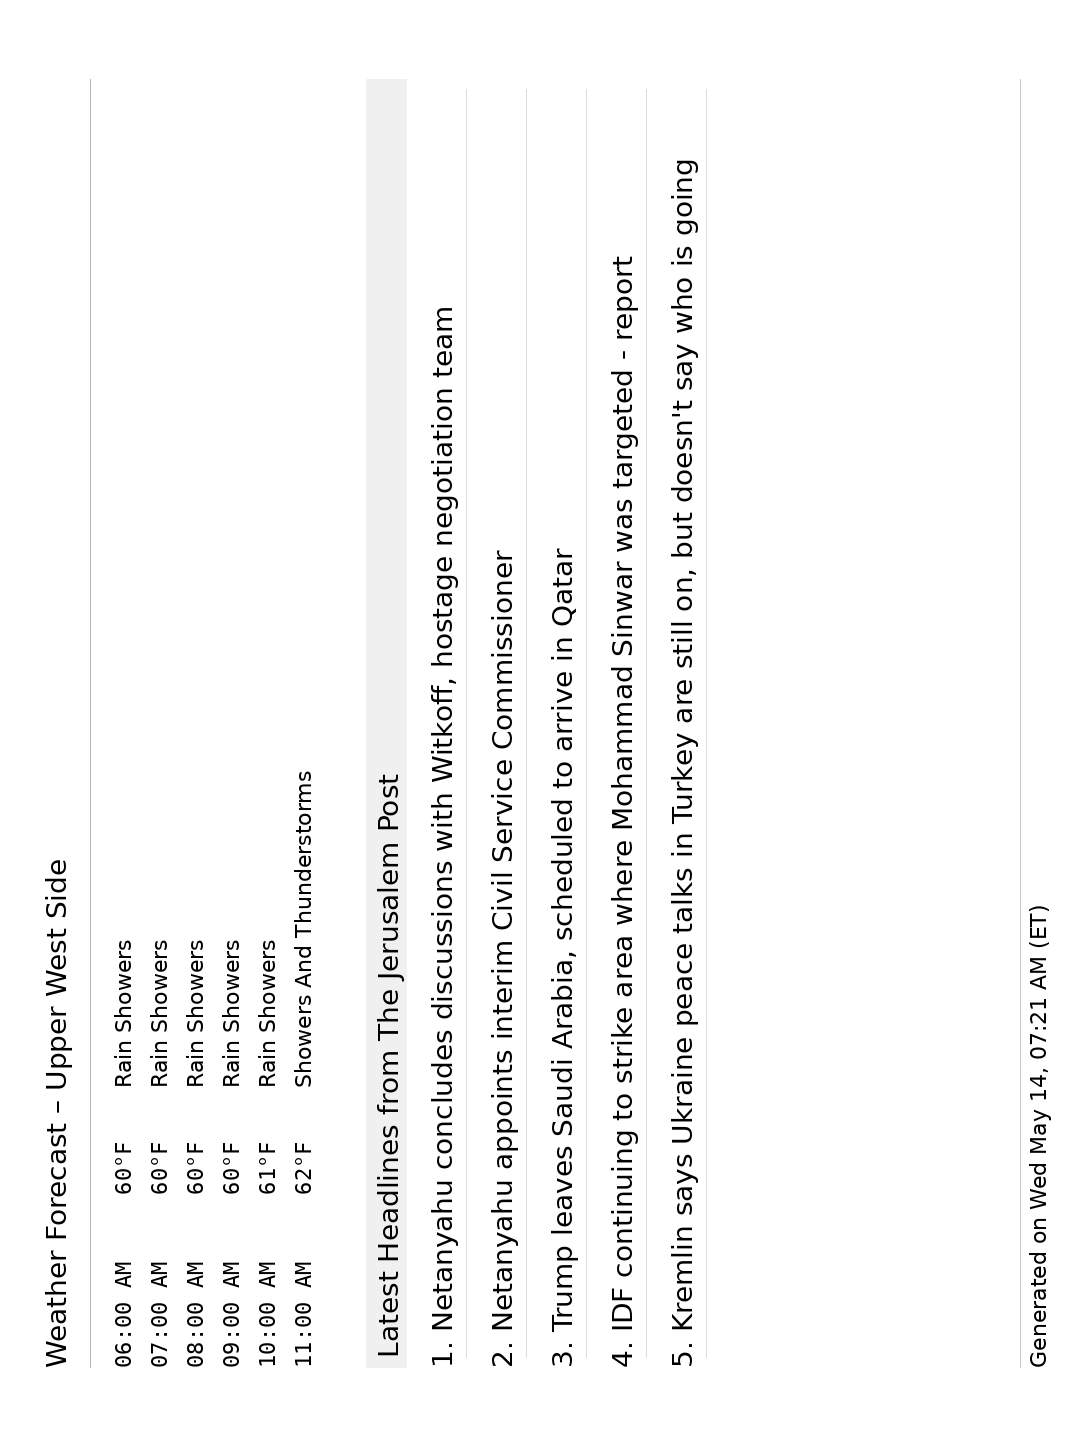 Weather Forecast – Upper West Side
06:00 AM 60°F Rain Showers
07:00 AM 60°F Rain Showers
08:00 AM 60°F Rain Showers
09:00 AM 60°F Rain Showers
10:00 AM 61°F Rain Showers
11:00 AM 62°F Showers And Thunderstorms
Latest Headlines from The Jerusalem Post
1. Netanyahu concludes discussions with Witkoff, hostage negotiation team
2. Netanyahu appoints interim Civil Service Commissioner
3. Trump leaves Saudi Arabia, scheduled to arrive in Qatar
4. IDF continuing to strike area where Mohammad Sinwar was targeted - report
5. Kremlin says Ukraine peace talks in Turkey are still on, but doesn't say who is going
Generated on Wed May 14, 07:21 AM (ET)